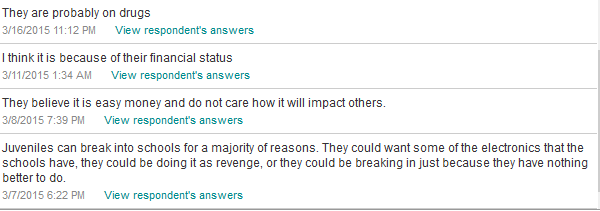 They are probably on drugs
3/16/2015 11:12 PM View respondent's answers
I think it is because of their financial status
3/11/2015 1:34 AM View respondent's answers
They believe it is easy money and do not care how it will impact others.
3/8/2015 7:39 PM View respondent's answers
Juveniles can break into schools for a majority of reasons. They could want some of the electronics that the
schools have, they could be doing it as revenge, or they could be breaking in just because they have nothing
better to do.
3/7/2015 6:22 PM View respondent's answers